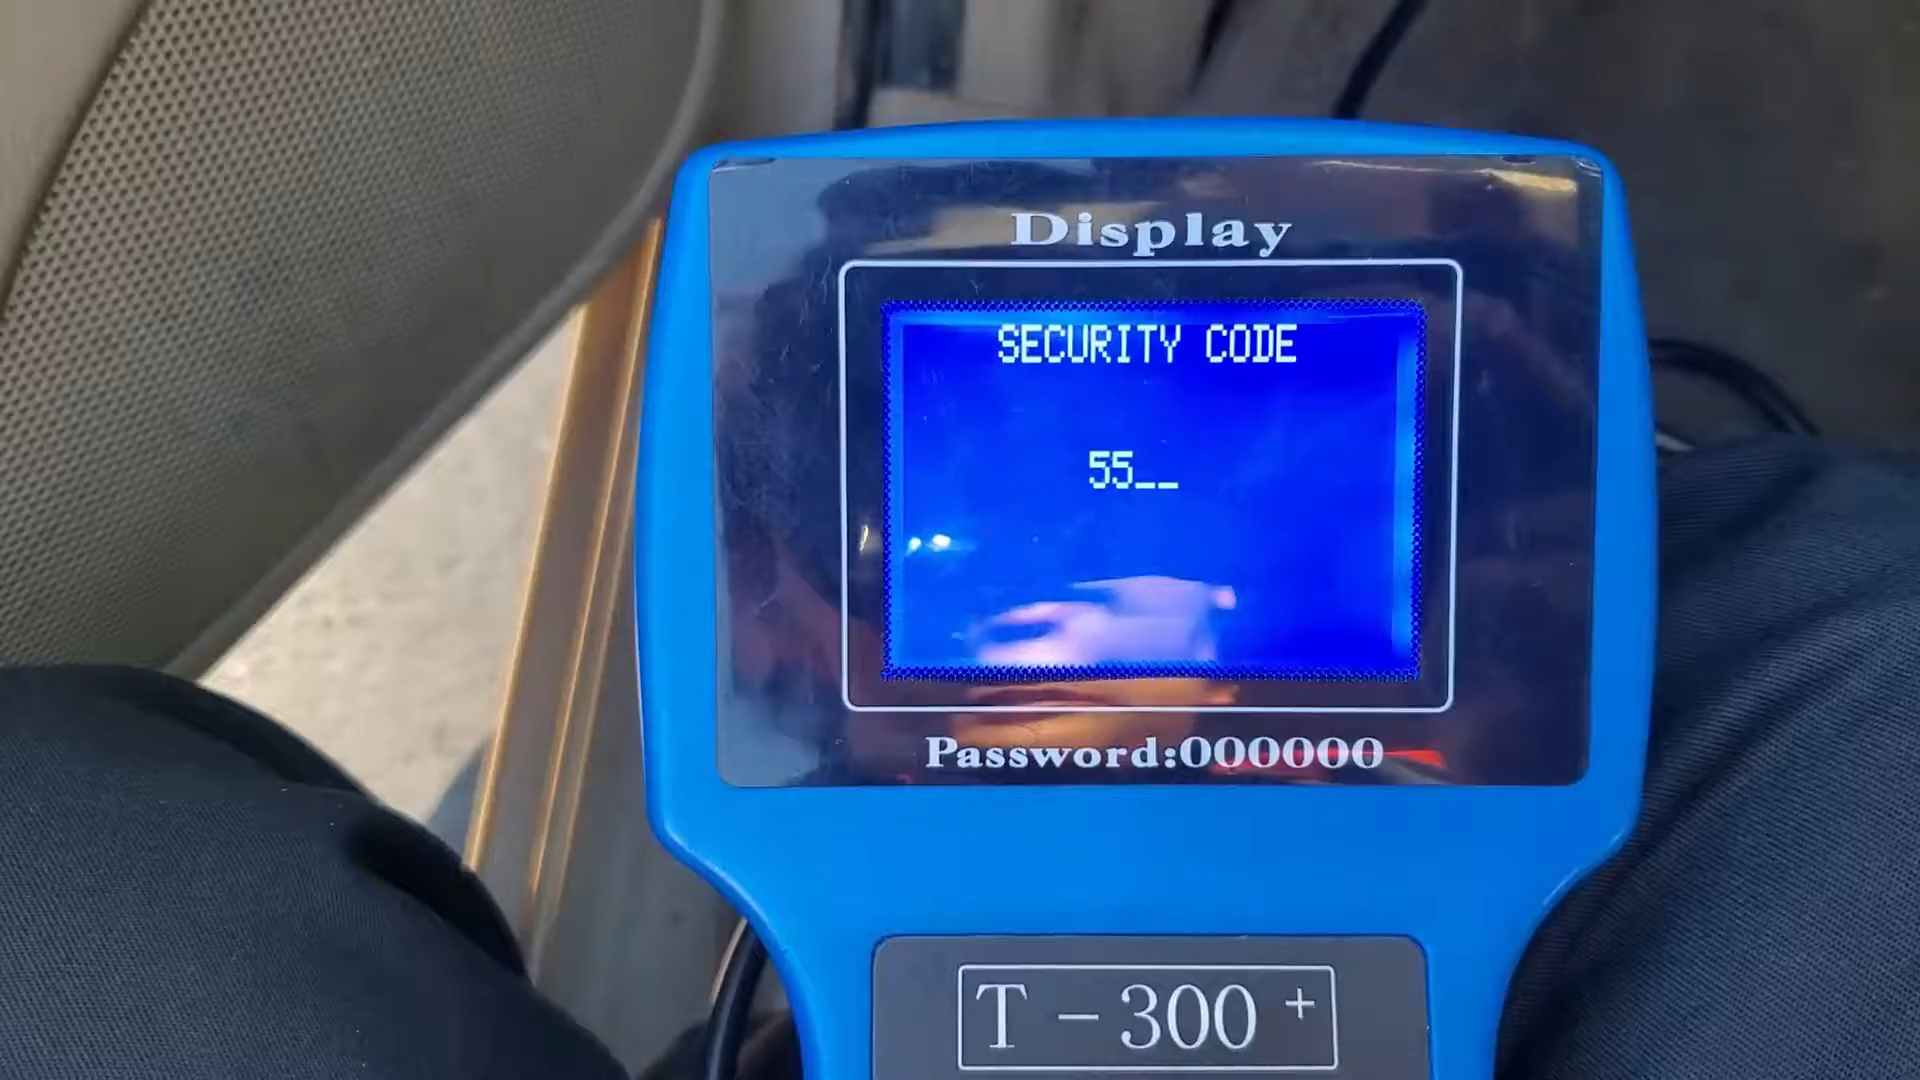 Display
SECURITY CODE
55__
Password:000000
T-300+